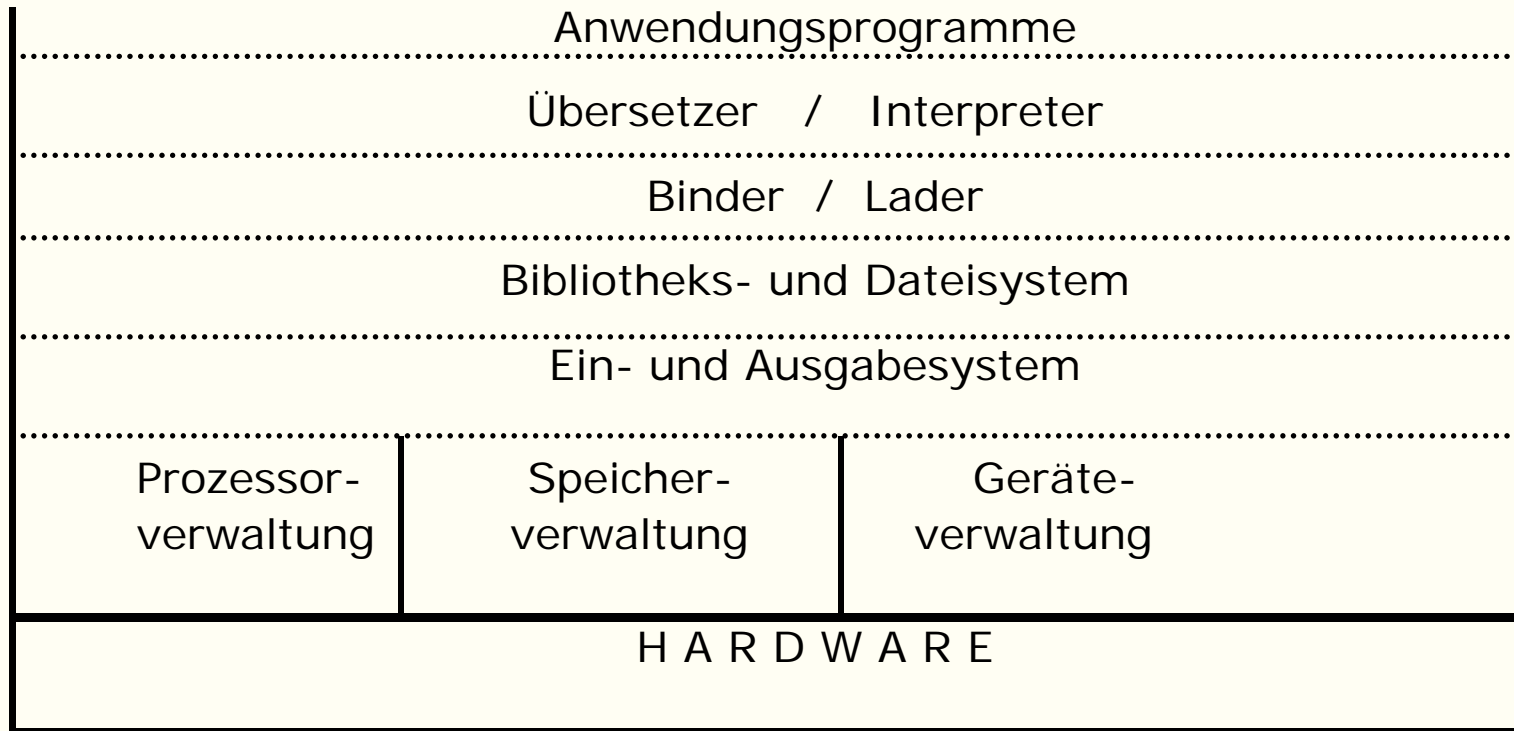 Anwendungsprogramme
Übersetzer / Interpreter
Binder / Lader
Bibliotheks- und Dateisystem
Ein- und Ausgabesystem
Prozessor-
verwaltung
Speicher-
verwaltung
Geräte-
verwaltung
H A R D W A R E